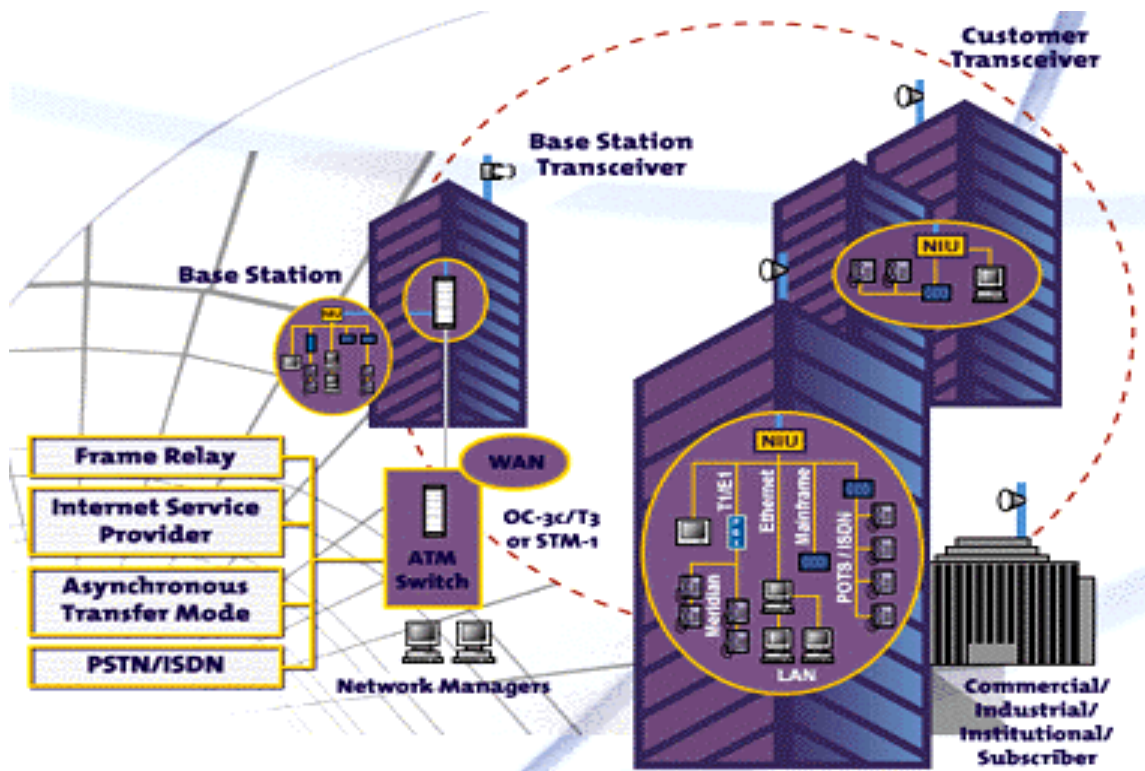 Customer
Transceiver
Base Station
Transceiver
Base Station
NIU
NIU
Frame Relay
Internet Service
Provider
Asynchronous
Transfer Mode
PSTN/ISDN
WAN
ATM
Switch
OC-3c/T3
or STM-1
Network Managers
NIU
T1/E1
Ethernet
Mainframe
POTS / ISDN
Meridian
LAN
Commercial/
Industrial/
Institutional/
Subscriber